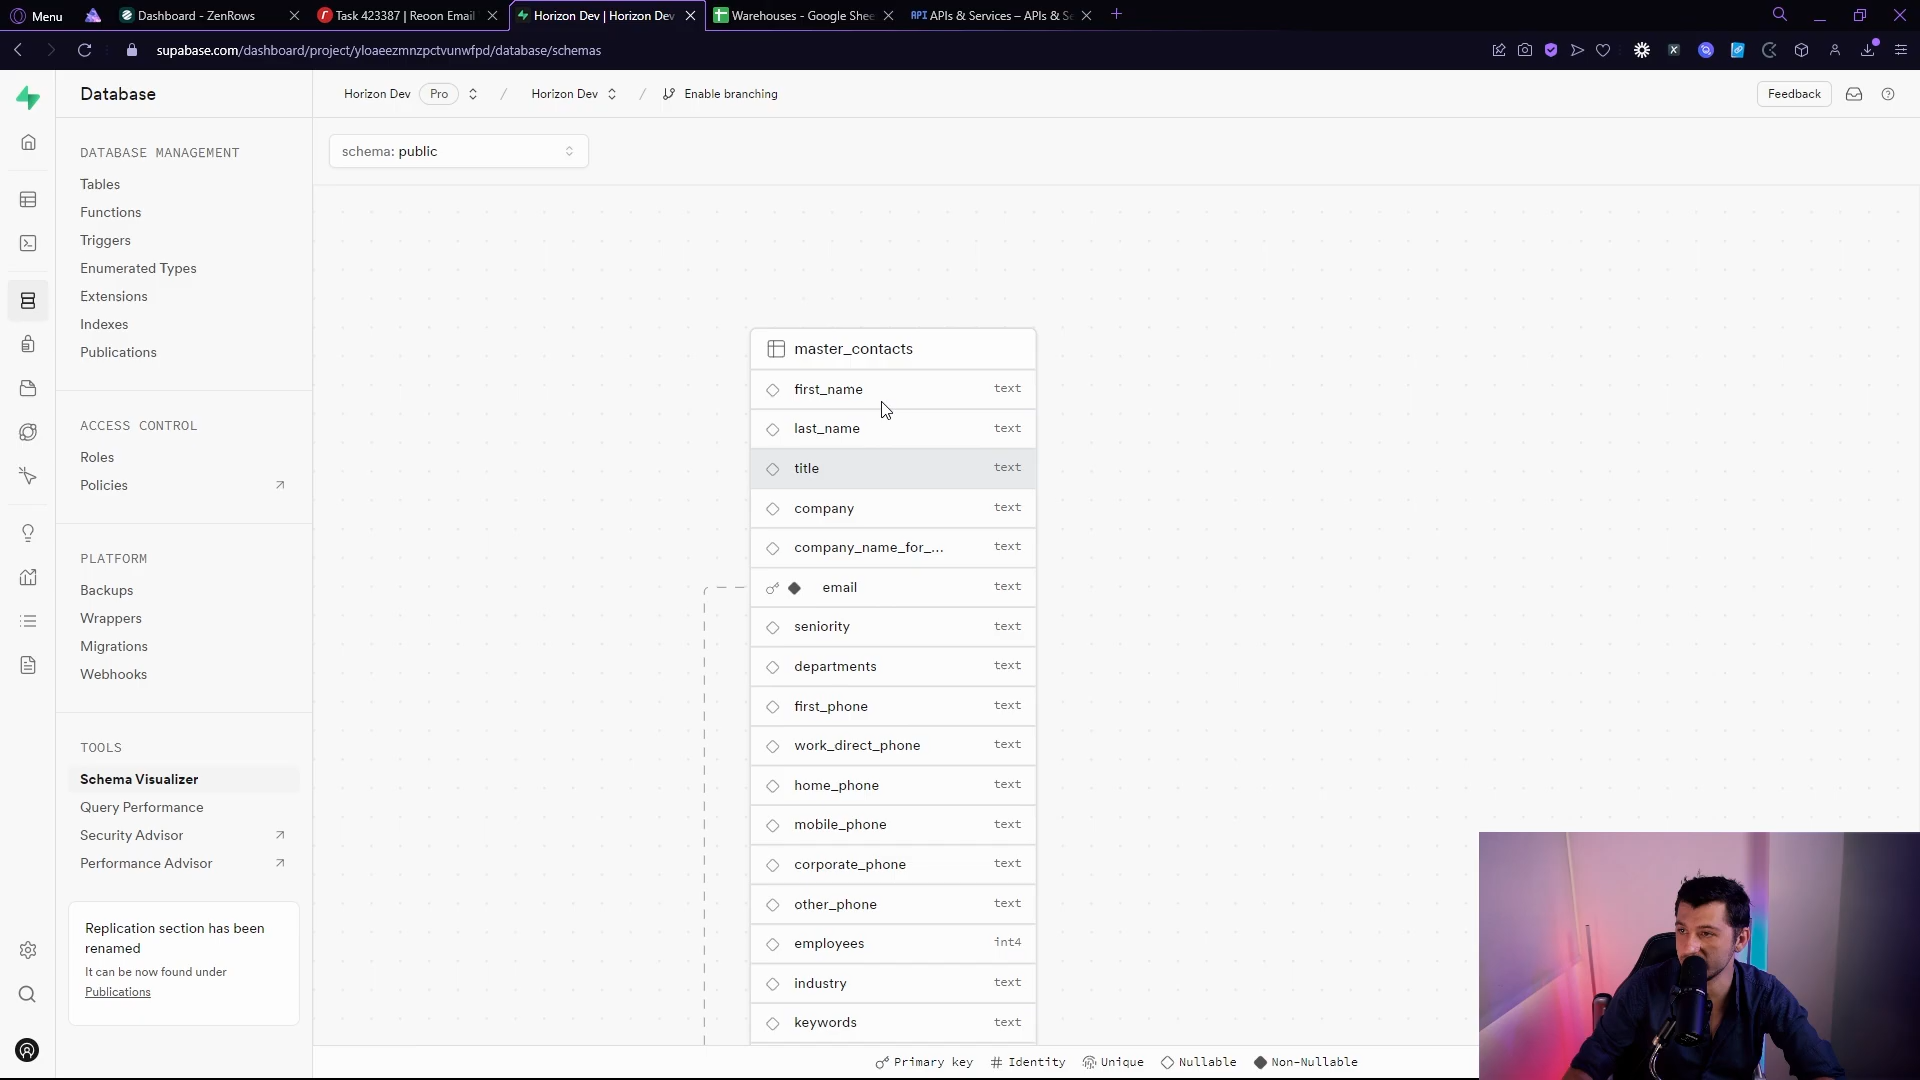 Menu
Dashboard - ZenRows
Task 423387 | Reoon Email
Horizon Dev | Horizon Dev
Warehouses - Google Shee
API APIs & Services – APIs & Se
supabase.com/dashboard/project/yloaeezmnzpctvunwfpd/database/schemas
Database
Horizon Dev Pro / Horizon Dev / Enable branching
Feedback
DATABASE MANAGEMENT
Tables
Functions
Triggers
Enumerated Types
Extensions
Indexes
Publications
ACCESS CONTROL
Roles
Policies
PLATFORM
Backups
Wrappers
Migrations
Webhooks
TOOLS
Schema Visualizer
Query Performance
Security Advisor
Performance Advisor
Replication section has been
renamed
It can be now found under
Publications
schema: public
master_contacts
first_name text
last_name text
title text
company text
company_name_for_... text
email text
seniority text
departments text
first_phone text
work_direct_phone text
home_phone text
mobile_phone text
corporate_phone text
other_phone text
employees int4
industry text
keywords text
Primary key # Identity Unique Nullable Non-Nullable